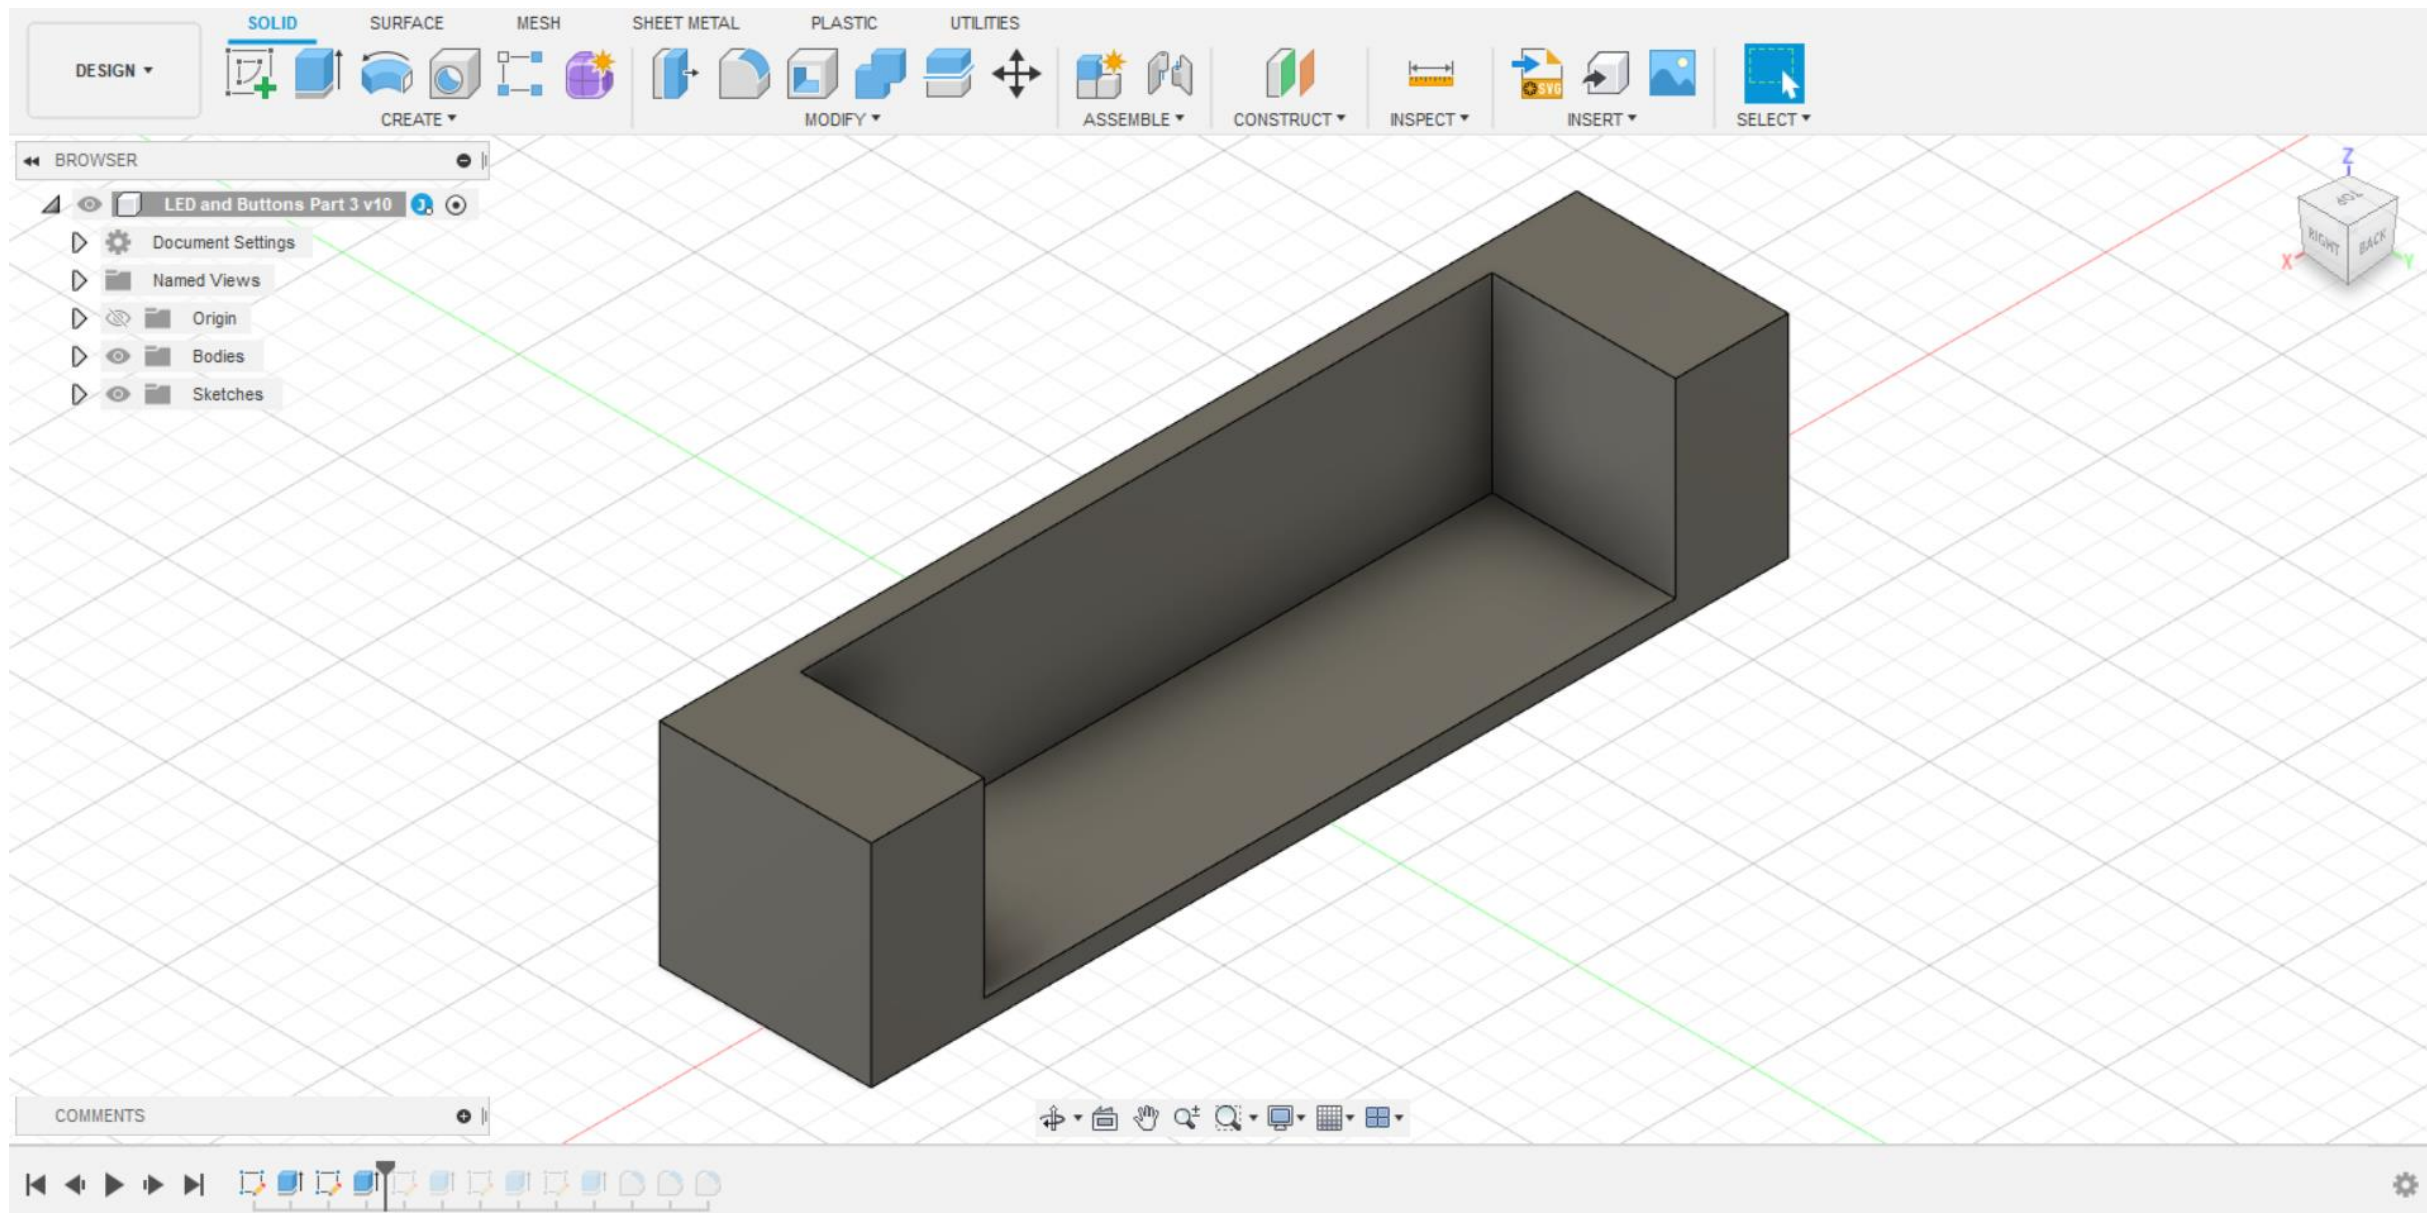 SOLID SURFACE MESH SHEET METAL PLASTIC UTILITIES
DESIGN
SVG
CREATE MODIFY ASSEMBLE CONSTRUCT INSPECT INSERT SELECT
BROWSER
LED and Buttons Part 3 v10
J
Document Settings
Named Views
Origin
Bodies
Sketches
Z
TOP
RIGHT BACK
X Y
COMMENTS